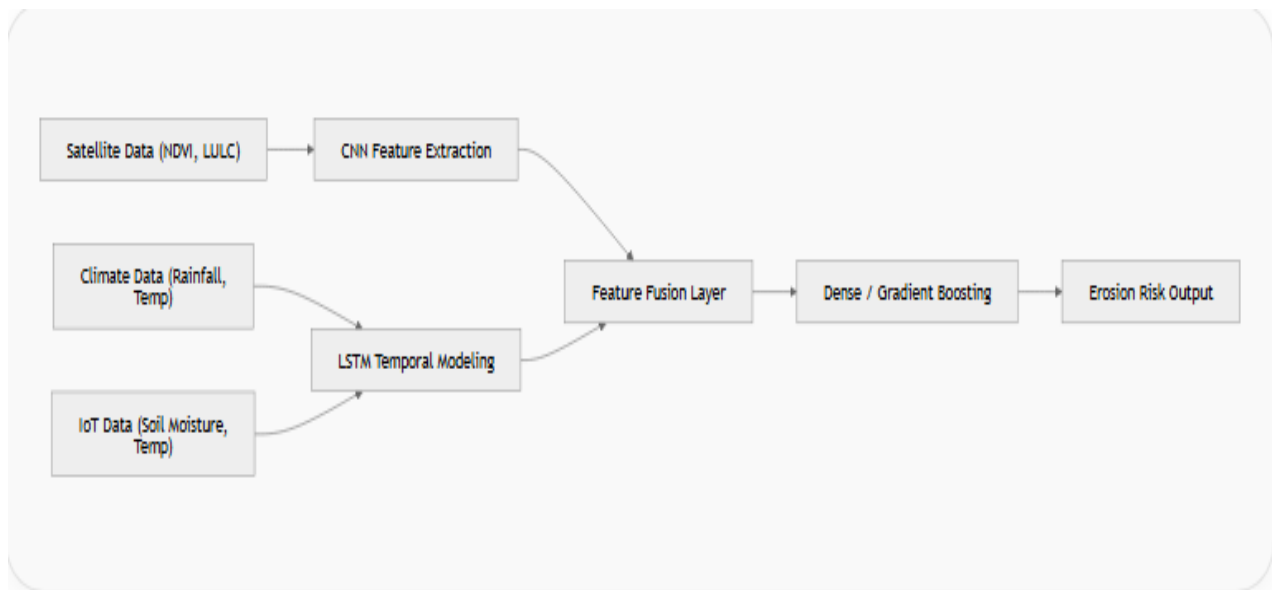 Satellite Data (NDVI, LULC)
CNN Feature Extraction
Climate Data (Rainfall,
Temp)
LSTM Temporal Modeling
IoT Data (Soil Moisture,
Temp)
Feature Fusion Layer
Dense / Gradient Boosting
Erosion Risk Output